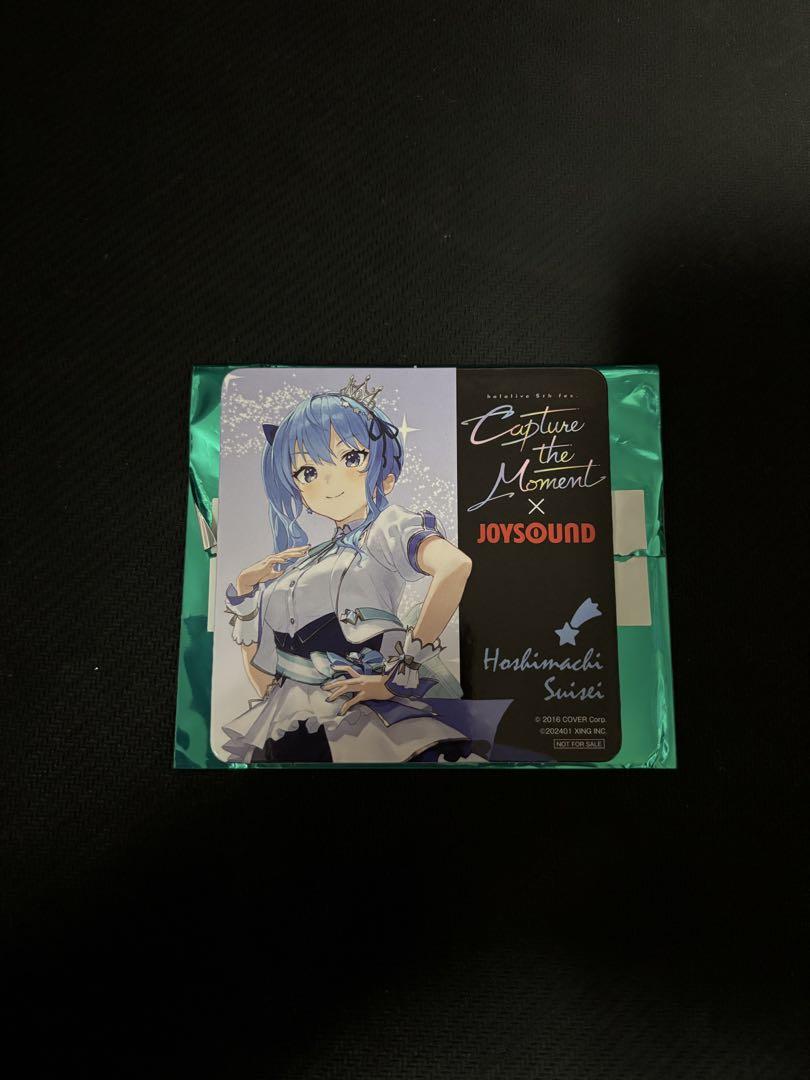 hololive 5th fes.
Capture
the
Moment
×
JOYSOUND
Hoshimachi
Suisei
© 2016 COVER Corp.
©202401 XING INC.
NOT FOR SALE